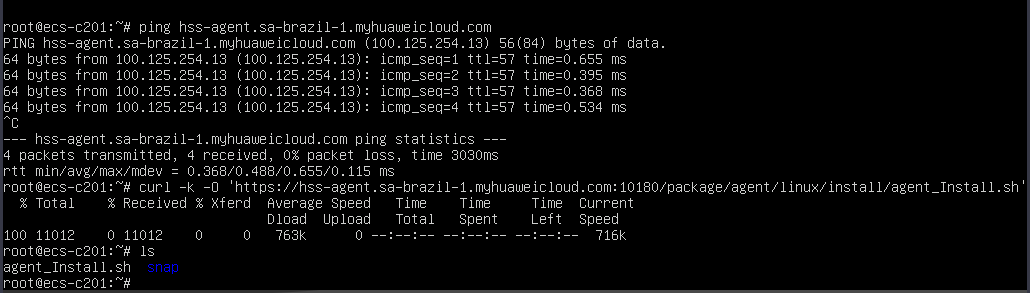 root@ecs-c201:~# ping hss-agent.sa-brazil-1.myhuaweicloud.com
PING hss-agent.sa-brazil-1.myhuaweicloud.com (100.125.254.13) 56(84) bytes of data.
64 bytes from 100.125.254.13 (100.125.254.13): icmp_seq=1 ttl=57 time=0.655 ms
64 bytes from 100.125.254.13 (100.125.254.13): icmp_seq=2 ttl=57 time=0.395 ms
64 bytes from 100.125.254.13 (100.125.254.13): icmp_seq=3 ttl=57 time=0.368 ms
64 bytes from 100.125.254.13 (100.125.254.13): icmp_seq=4 ttl=57 time=0.534 ms
^C
--- hss-agent.sa-brazil-1.myhuaweicloud.com ping statistics ---
4 packets transmitted, 4 received, 0% packet loss, time 3030ms
rtt min/avg/max/mdev = 0.368/0.488/0.655/0.115 ms
root@ecs-c201:~# curl -k -O 'https://hss-agent.sa-brazil-1.myhuaweicloud.com:10180/package/agent/linux/install/agent_Install.sh'
  % Total    % Received % Xferd  Average Speed   Time    Time     Time  Current
                                 Dload  Upload   Total   Spent    Left  Speed
100 11012    0 11012    0     0   763k      0 --:--:-- --:--:-- --:--:--  716k
root@ecs-c201:~# ls
agent_Install.sh  snap
root@ecs-c201:~#